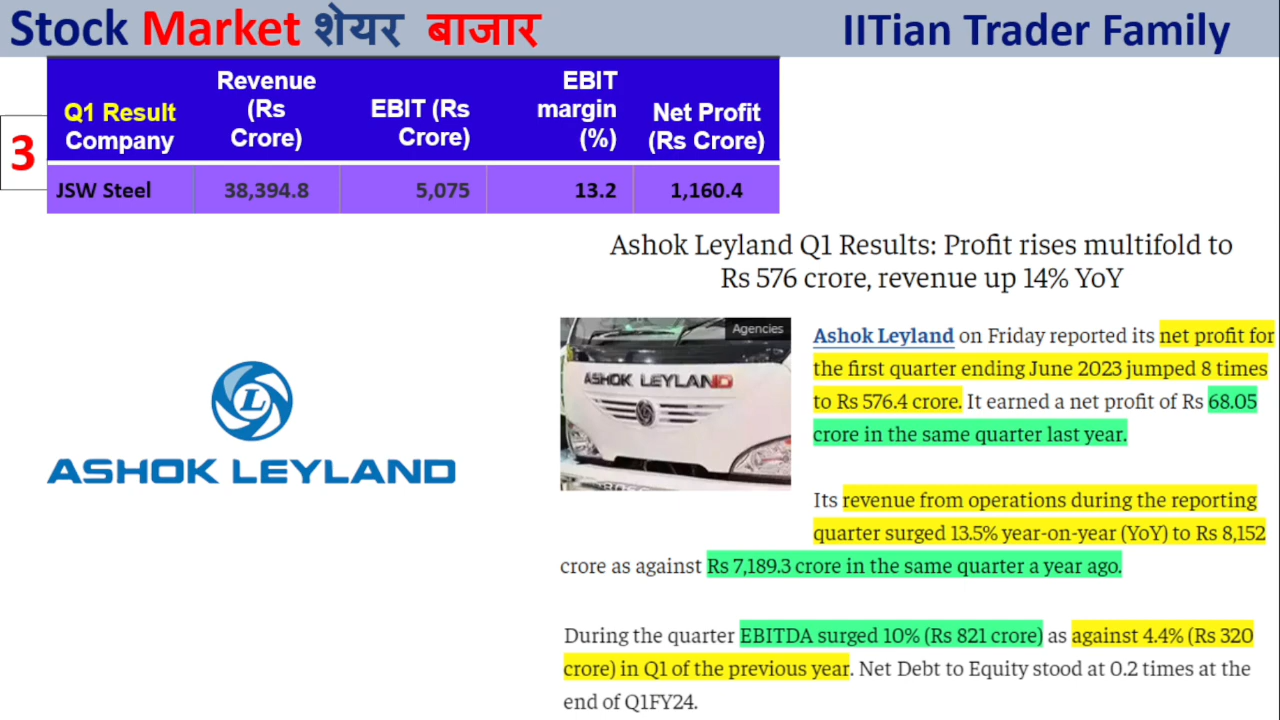 Stock Market शेयर बाजार
IITian Trader Family
3
Q1 Result Company
Revenue (Rs Crore)
EBIT (Rs Crore)
EBIT margin (%)
Net Profit (Rs Crore)
JSW Steel 38,394.8 5,075 13.2 1,160.4
Ashok Leyland Q1 Results: Profit rises multifold to
Rs 576 crore, revenue up 14% YoY
Agencies
ASHOK LEYLAND
L
ASHOK LEYLAND
Ashok Leyland on Friday reported its net profit for
the first quarter ending June 2023 jumped 8 times
to Rs 576.4 crore. It earned a net profit of Rs 68.05
crore in the same quarter last year.
Its revenue from operations during the reporting
quarter surged 13.5% year-on-year (YoY) to Rs 8,152
crore as against Rs 7,189.3 crore in the same quarter a year ago.
During the quarter EBITDA surged 10% (Rs 821 crore) as against 4.4% (Rs 320
crore) in Q1 of the previous year. Net Debt to Equity stood at 0.2 times at the
end of Q1FY24.